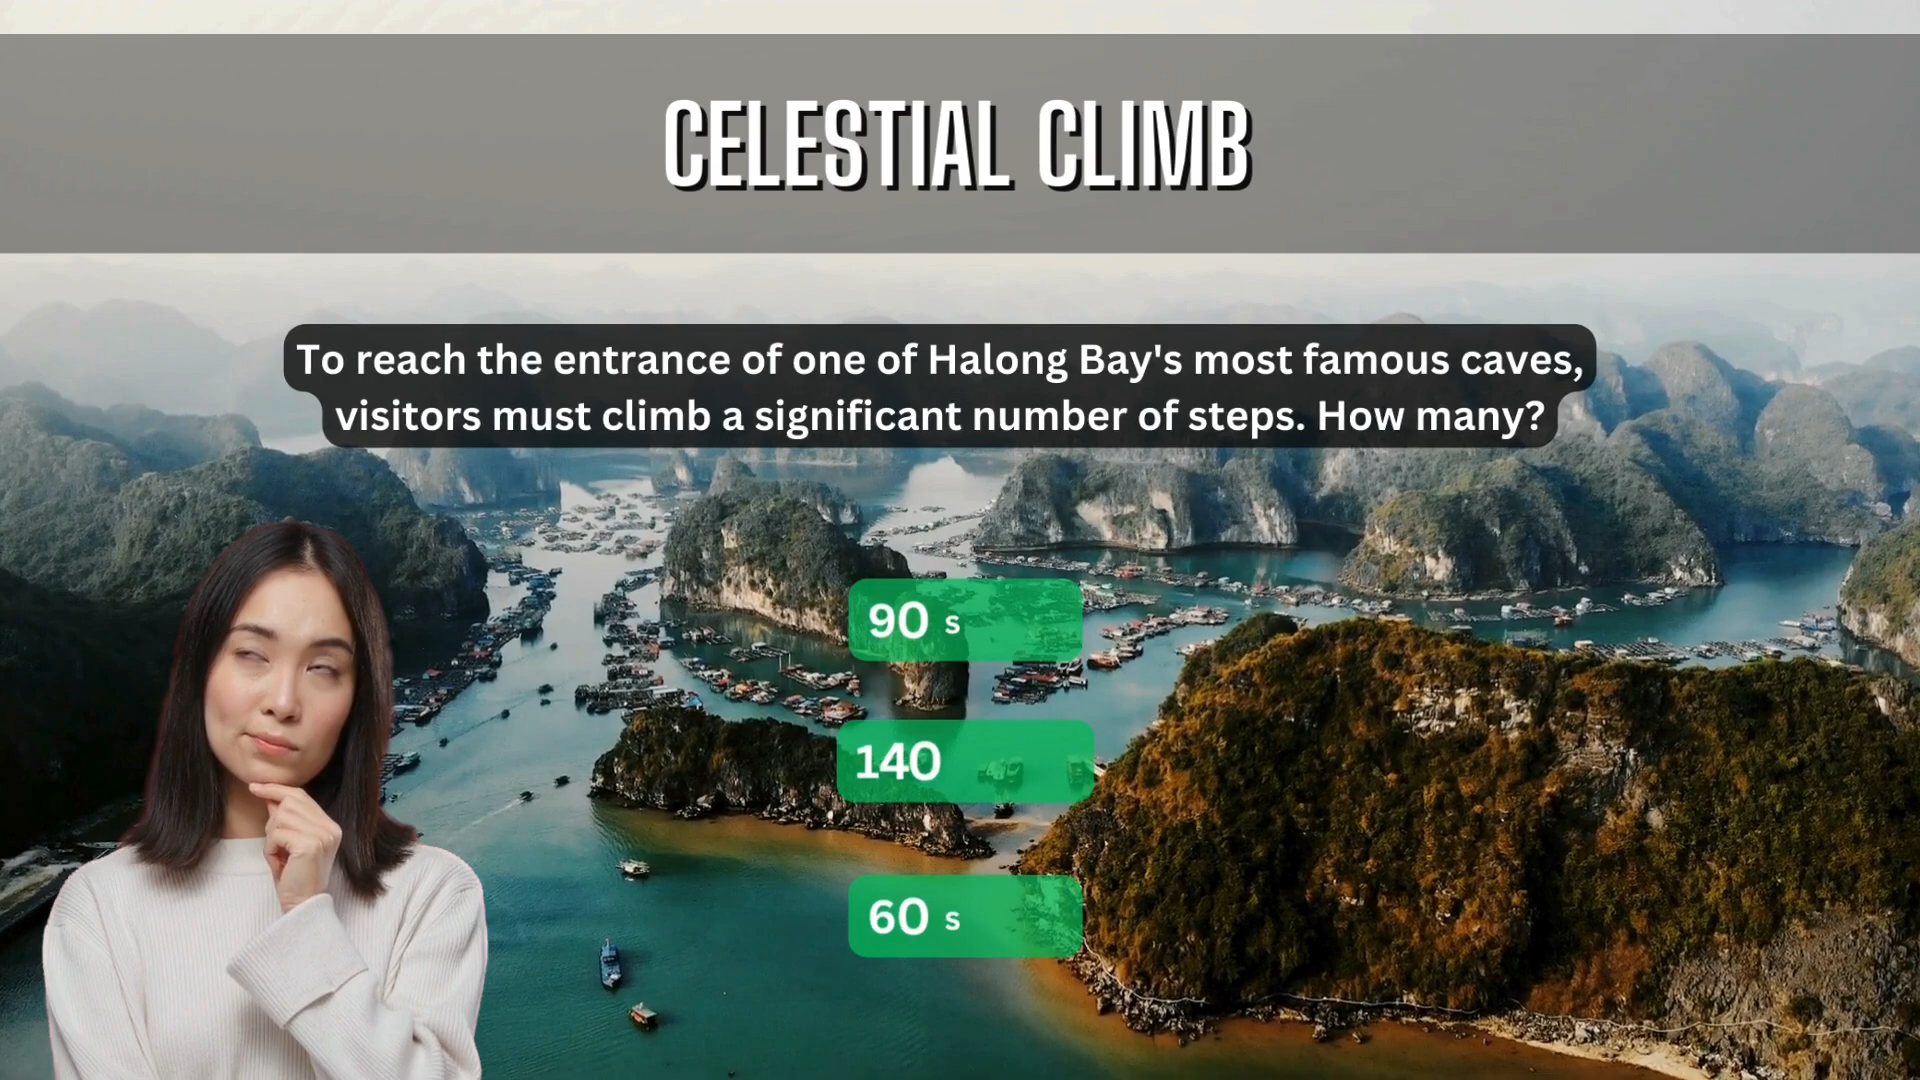 CELESTIAL CLIMB
To reach the entrance of one of Halong Bay's most famous caves,
visitors must climb a significant number of steps. How many?
90 s
140
60 s